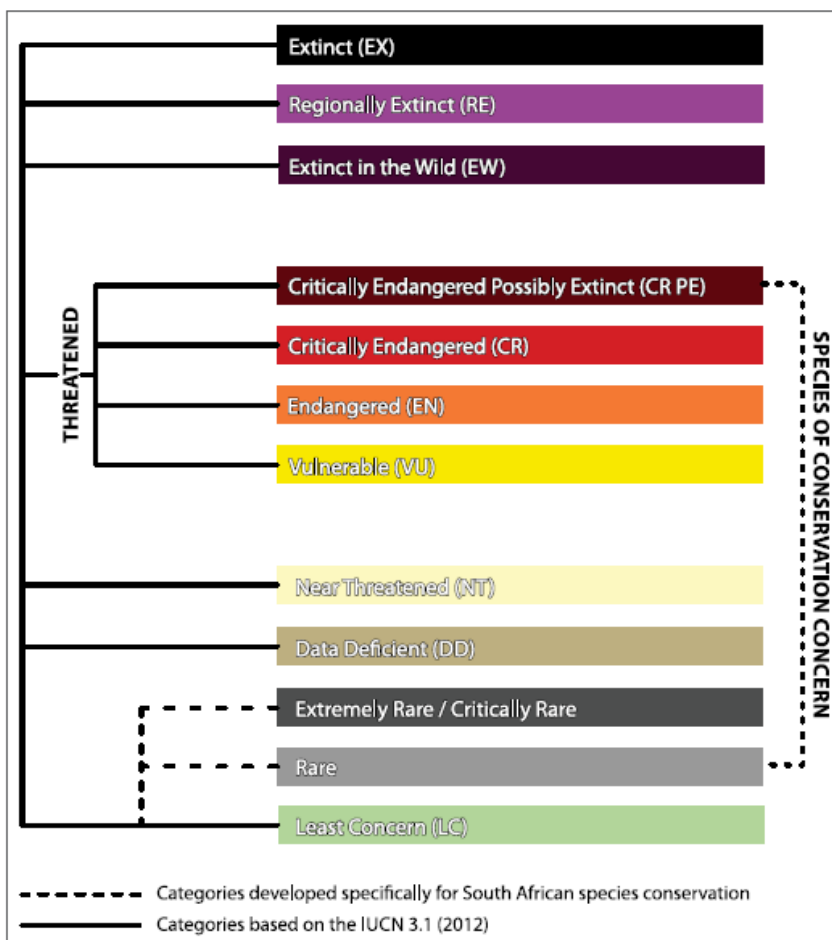 Extinct (EX)
Regionally Extinct (RE)
Extinct in the Wild (EW)
THREATENED
Critically Endangered Possibly Extinct (CR PE)
Critically Endangered (CR)
Endangered (EN)
Vulnerable (VU)
SPECIES OF CONSERVATION CONCERN
Near Threatened (NT)
Data Deficient (DD)
Extremely Rare / Critically Rare
Rare
Least Concern (LC)
Categories developed specifically for South African species conservation
Categories based on the IUCN 3.1 (2012)